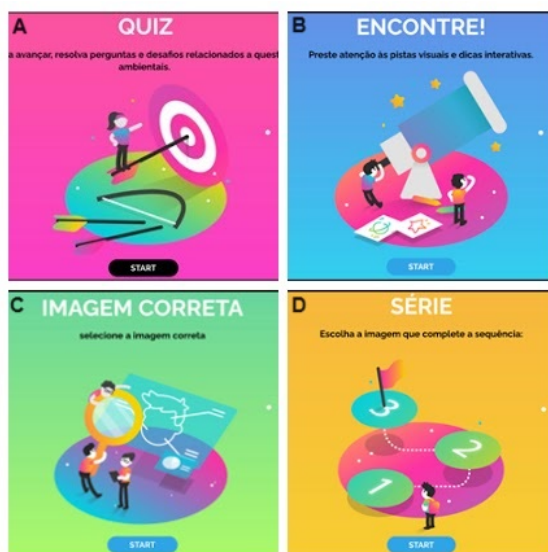 A
QUIZ
a avançar, resolva perguntas e desafios relacionados a quest
ambientais.
START
B
ENCONTRE!
Preste atenção às pistas visuais e dicas interativas.
START
C
IMAGEM CORRETA
selecione a imagem correta
START
D
SÉRIE
Escolha a imagem que complete a sequência:
3
2
1
START